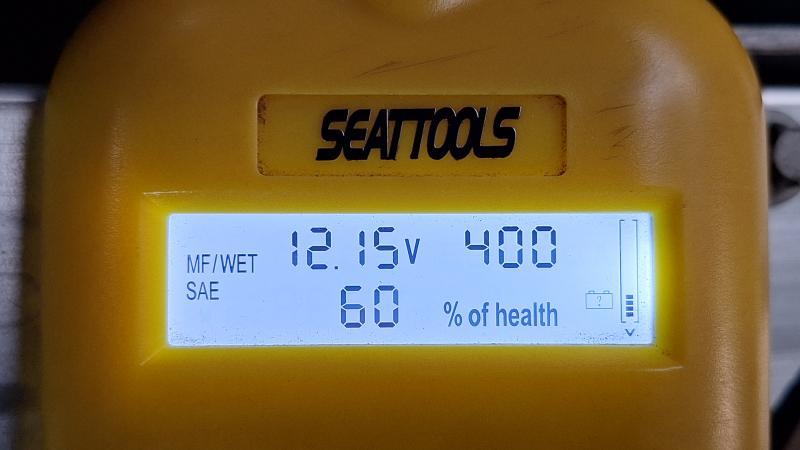 SEATTOOLS
MF/WET 12.15V 400
SAE 60 % of health
?